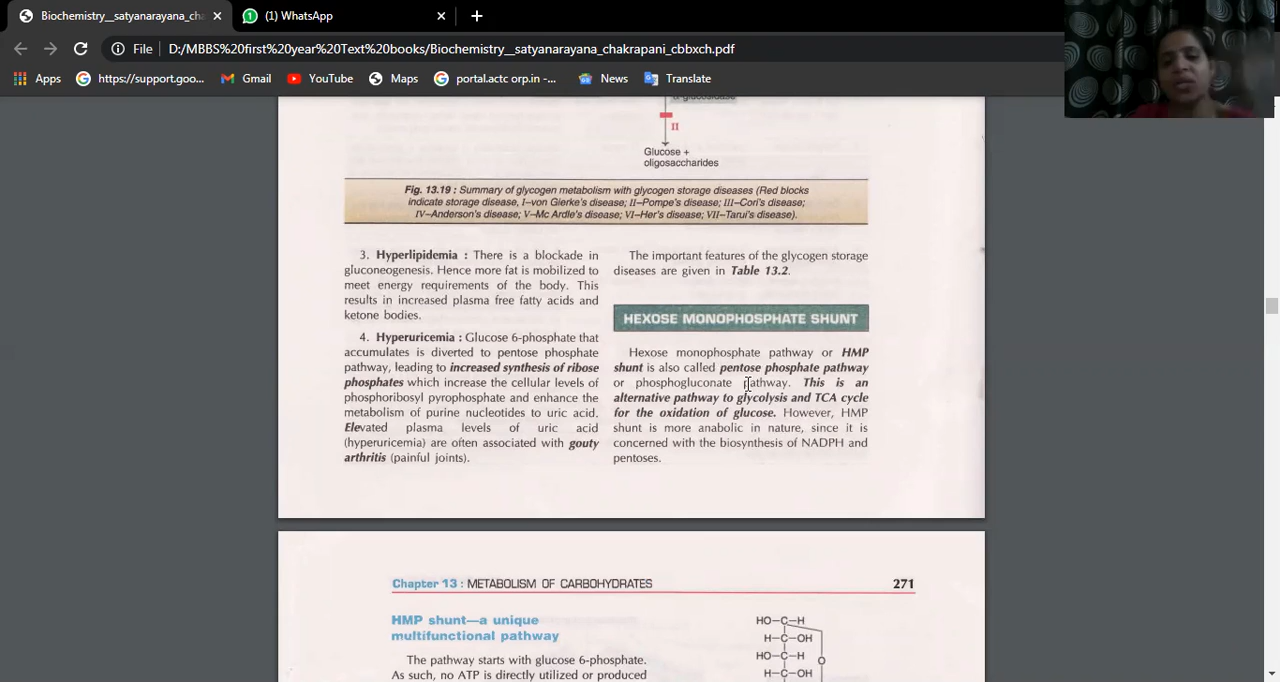 Biochemistry__satyanarayana_cha
(1) WhatsApp
File
D:/MBBS%20first%20year%20Text%20books/Biochemistry__satyanarayana_chakrapani_cbbxch.pdf
Apps
https://support.goo...
Gmail
YouTube
Maps
portal.actc orp.in -...
News
Translate
II
Glucose +
oligosaccharides
Fig. 13.19 : Summary of glycogen metabolism with glycogen storage diseases (Red blocks
indicate storage disease, I–von Gierke's disease; II–Pompe's disease; III–Cori's disease;
IV–Anderson's disease; V–Mc Ardle's disease; VI–Her's disease; VII–Tarui's disease).
3. Hyperlipidemia : There is a blockade in
gluconeogenesis. Hence more fat is mobilized to
meet energy requirements of the body. This
results in increased plasma free fatty acids and
ketone bodies.
4. Hyperuricemia : Glucose 6-phosphate that
accumulates is diverted to pentose phosphate
pathway, leading to increased synthesis of ribose
phosphates which increase the cellular levels of
phosphoribosyl pyrophosphate and enhance the
metabolism of purine nucleotides to uric acid.
Elevated plasma levels of uric acid
(hyperuricemia) are often associated with gouty
arthritis (painful joints).
The important features of the glycogen storage
diseases are given in Table 13.2.
HEXOSE MONOPHOSPHATE SHUNT
Hexose monophosphate pathway or HMP
shunt is also called pentose phosphate pathway
or phosphogluconate pathway. This is an
alternative pathway to glycolysis and TCA cycle
for the oxidation of glucose. However, HMP
shunt is more anabolic in nature, since it is
concerned with the biosynthesis of NADPH and
pentoses.
Chapter 13 : METABOLISM OF CARBOHYDRATES
271
HMP shunt—a unique
multifunctional pathway
The pathway starts with glucose 6-phosphate.
As such, no ATP is directly utilized or produced
HO–C–H
H–C–OH
HO–C–H
O
H–C–OH